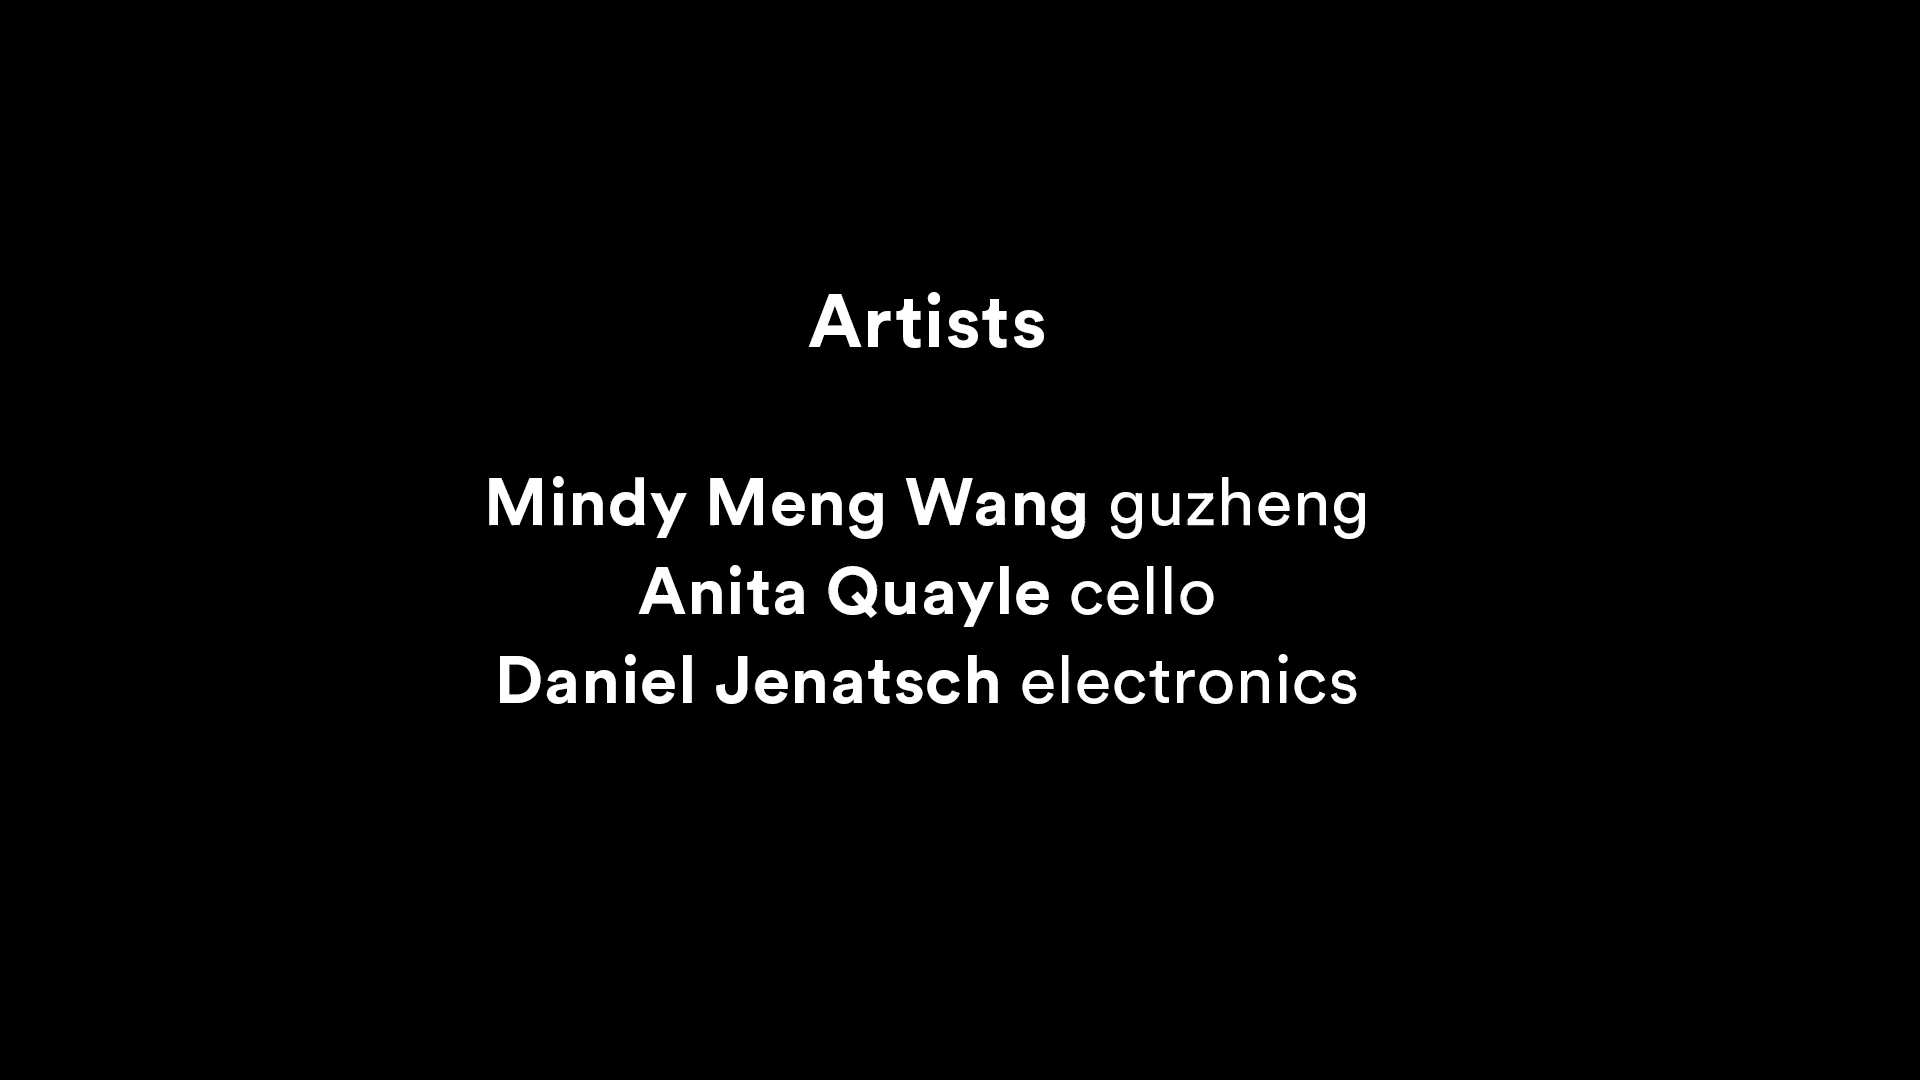 Artists
Mindy Meng Wang guzheng
Anita Quayle cello
Daniel Jenatsch electronics